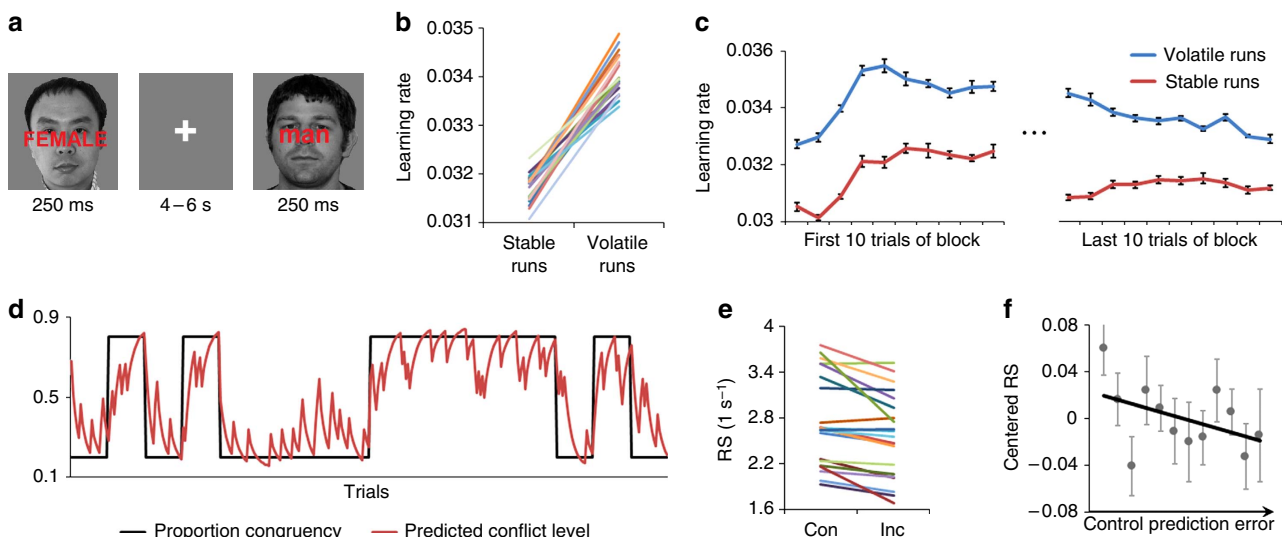 a
FEMALE
+
man
250 ms
4–6 s
250 ms
b
Learning rate
0.035
0.034
0.033
0.032
0.031
Stable
runs
Volatile
runs
c
Learning rate
0.036
0.034
0.032
0.03
Volatile runs
Stable runs
...
First 10 trials of block
Last 10 trials of block
d
0.9
0.5
0.1
Trials
Proportion congruency
Predicted conflict level
e
RS (1 s⁻¹)
4
3.4
2.8
2.2
1.6
Con
Inc
f
Centered RS
0.08
0.04
0
−0.04
−0.08
Control prediction error